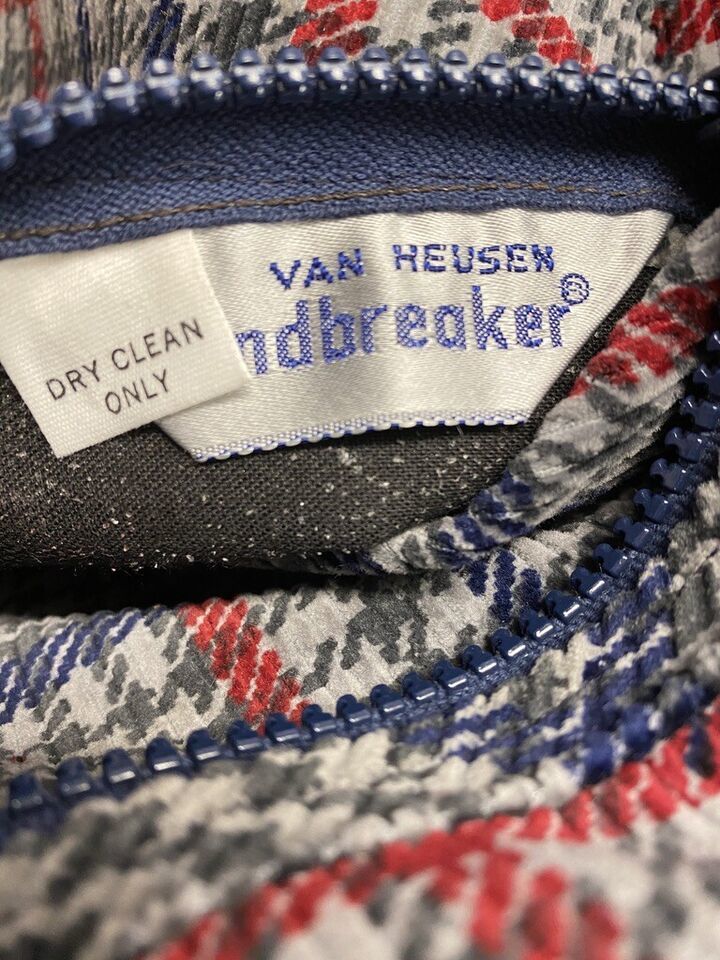 VAN HEUSEN
ndbreaker®
DRY CLEAN
ONLY